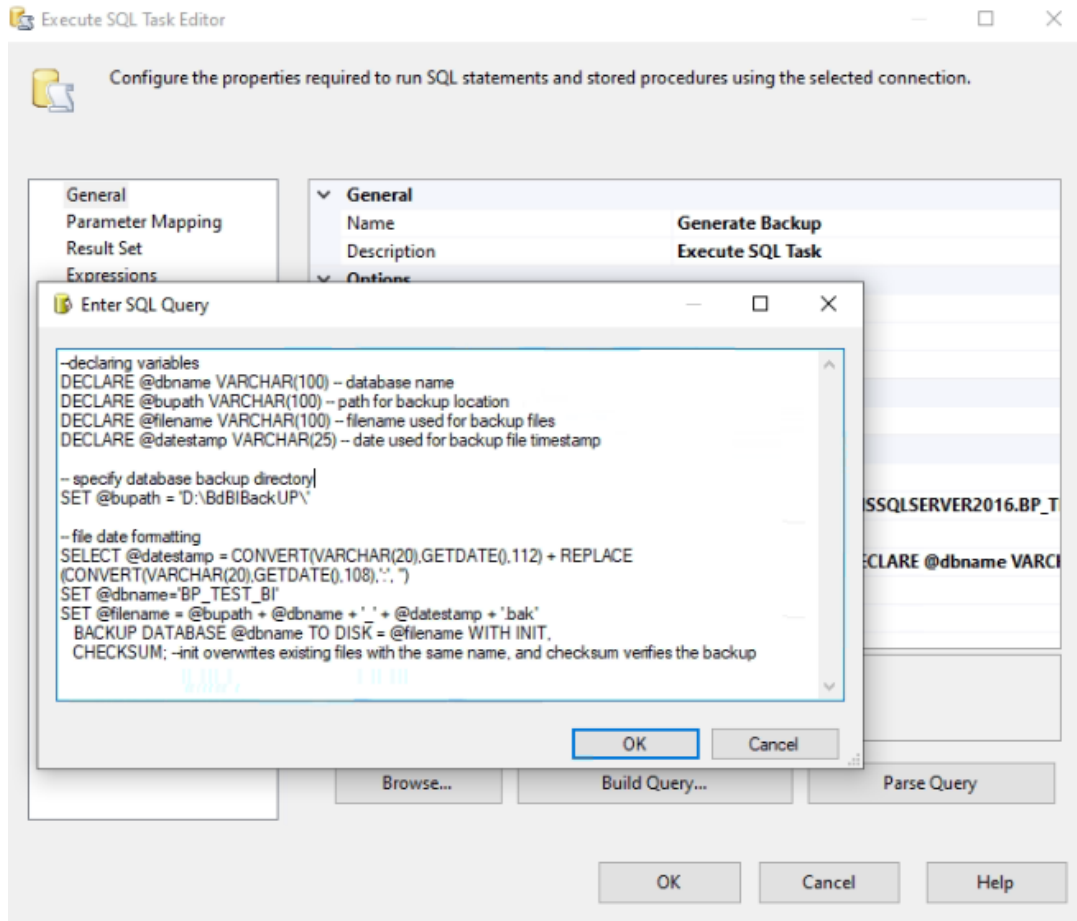 Execute SQL Task Editor
Configure the properties required to run SQL statements and stored procedures using the selected connection.
General
Parameter Mapping
Result Set
Expressions
General
Name Generate Backup
Description Execute SQL Task
Options
Enter SQL Query
--declaring variables
DECLARE @dbname VARCHAR(100) -- database name
DECLARE @bupath VARCHAR(100) -- path for backup location
DECLARE @filename VARCHAR(100) -- filename used for backup files
DECLARE @datestamp VARCHAR(25) -- date used for backup file timestamp
-- specify database backup directory
SET @bupath = 'D:\BdBIBackUP\'
-- file date formatting
SELECT @datestamp = CONVERT(VARCHAR(20),GETDATE(),112) + REPLACE
(CONVERT(VARCHAR(20),GETDATE(),108),':', '')
SET @dbname='BP_TEST_BI'
SET @filename = @bupath + @dbname + '_' + @datestamp + '.bak'
BACKUP DATABASE @dbname TO DISK = @filename WITH INIT,
CHECKSUM; --init overwrites existing files with the same name, and checksum verifies the backup
OK
Cancel
SSQLSERVER2016.BP_T
ECLARE @dbname VARC
Browse...
Build Query...
Parse Query
OK
Cancel
Help